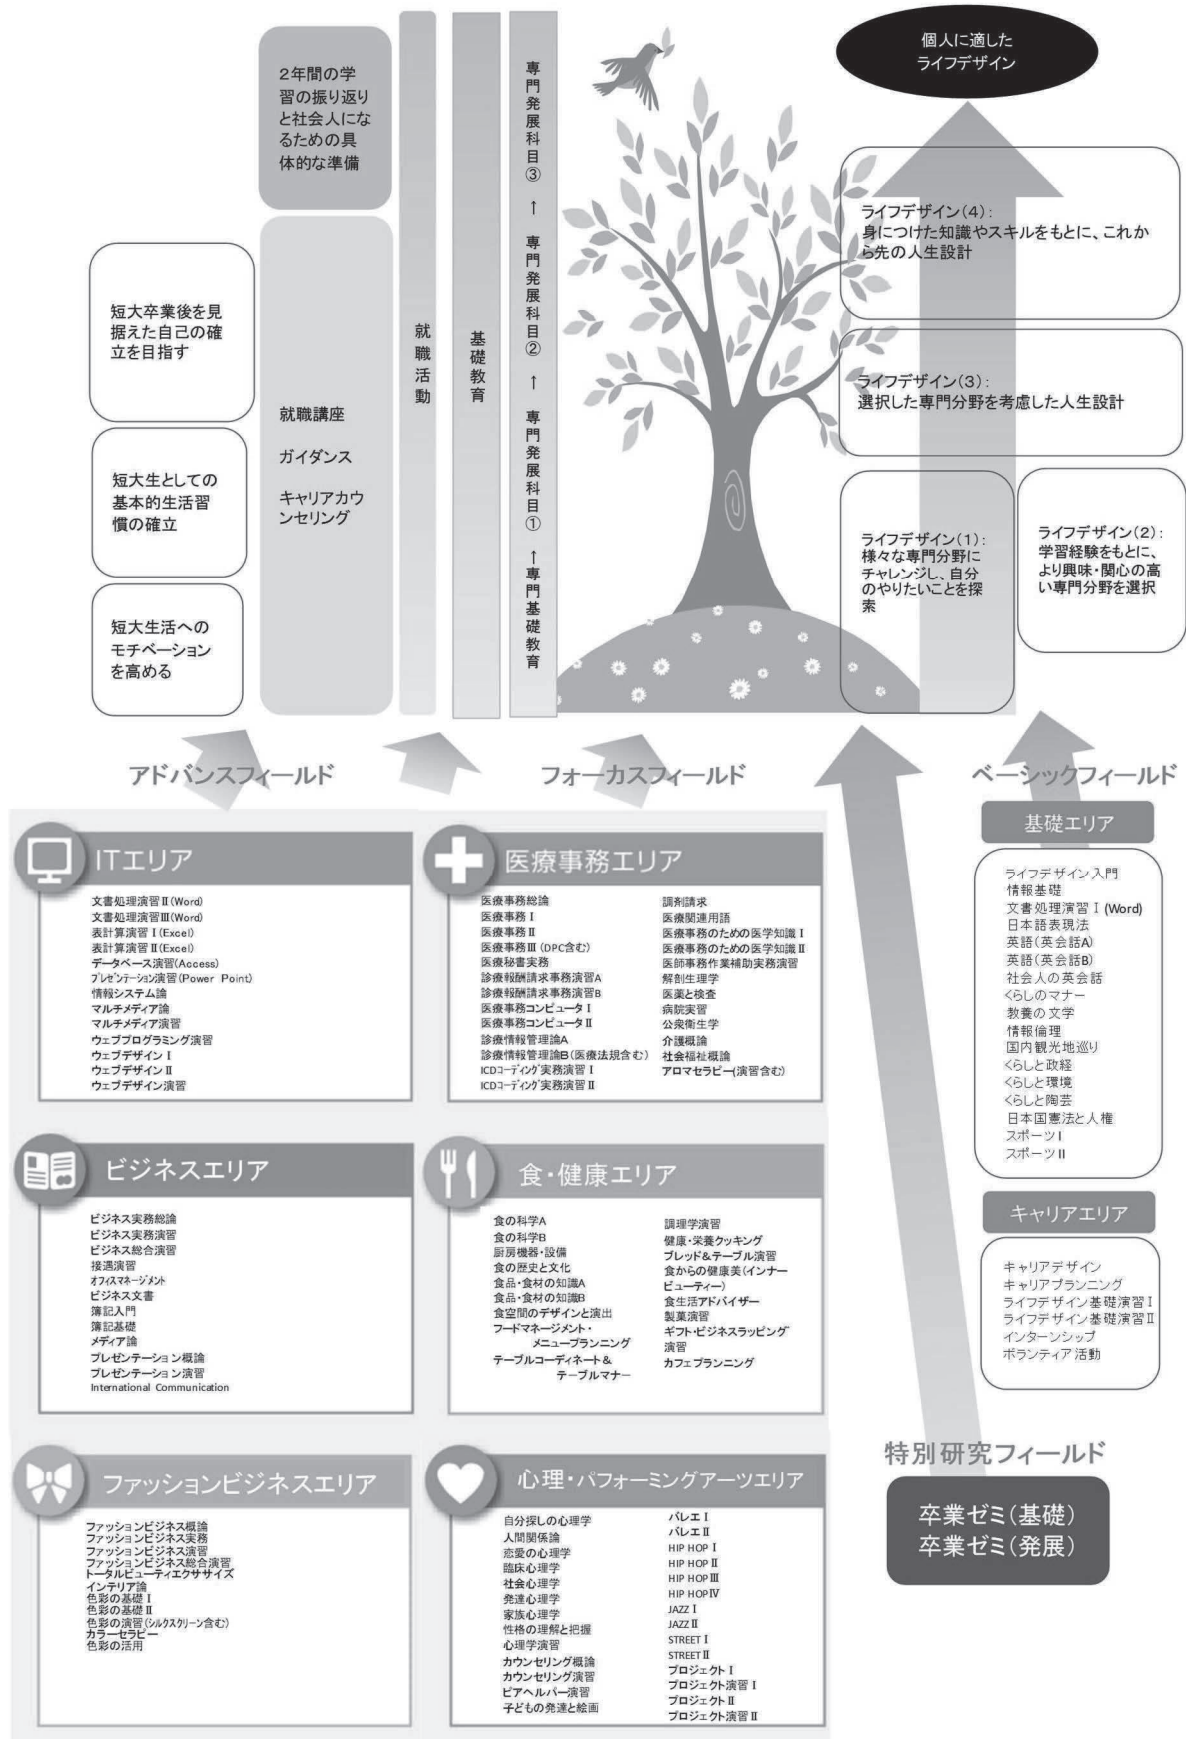 個人に適した
ライフデザイン
2年間の学
習の振り返り
と社会人にな
るための具
体的な準備
短大卒業後を見
据えた自己の確
立を目指す
短大生としての
基本的生活習
慣の確立
短大生活への
モチベーション
を高める
就職講座
ガイダンス
キャリアカウ
ンセリング
就職活動
基礎教育
専門発展科目③ ↑ 専門発展科目② ↑ 専門発展科目① ↑専門基礎教育
ライフデザイン(4):
身につけた知識やスキルをもとに、これか
ら先の人生設計
ライフデザイン(3):
選択した専門分野を考慮した人生設計
ライフデザイン(1):
様々な専門分野に
チャレンジし、自分
のやりたいことを探
索
ライフデザイン(2):
学習経験をもとに、
より興味・関心の高
い専門分野を選択
アドバンスフィールド
フォーカスフィールド
ベーシックフィールド
ITエリア
文書処理演習Ⅱ(Word)
文書処理演習Ⅲ(Word)
表計算演習Ⅰ(Excel)
表計算演習Ⅱ(Excel)
データベース演習(Access)
プレゼンテーション演習(Power Point)
情報システム論
マルチメディア論
マルチメディア演習
ウェブプログラミング演習
ウェブデザインⅠ
ウェブデザインⅡ
ウェブデザイン演習
医療事務エリア
医療事務総論
医療事務Ⅰ
医療事務Ⅱ
医療事務Ⅲ(DPC含む)
医療秘書実務
診療報酬請求事務演習A
診療報酬請求事務演習B
医療事務コンピュータⅠ
医療事務コンピュータⅡ
診療情報管理論A
診療情報管理論B(医療法規含む)
ICDコーディング実務演習Ⅰ
ICDコーディング実務演習Ⅱ
調剤請求
医療関連用語
医療事務のための医学知識Ⅰ
医療事務のための医学知識Ⅱ
医師事務作業補助実務演習
解剖生理学
医薬と検査
病院実習
公衆衛生学
介護概論
社会福祉概論
アロマセラピー(演習含む)
基礎エリア
ライフデザイン入門
情報基礎
文書処理演習Ⅰ(Word)
日本語表現法
英語(英会話A)
英語(英会話B)
社会人の英会話
くらしのマナー
教養の文学
情報倫理
国内観光地巡り
くらしと政経
くらしと環境
くらしと陶芸
日本国憲法と人権
スポーツI
スポーツII
ビジネスエリア
ビジネス実務総論
ビジネス実務演習
ビジネス総合演習
接遇演習
オフィスマネージメント
ビジネス文書
簿記入門
簿記基礎
メディア論
プレゼンテーション概論
プレゼンテーション演習
International Communication
食・健康エリア
食の科学A
食の科学B
厨房機器・設備
食の歴史と文化
食品・食材の知識A
食品・食材の知識B
食空間のデザインと演出
フードマネージメント・
メニュープランニング
テーブルコーディネート&
テーブルマナー
調理学演習
健康・栄養クッキング
ブレッド&テーブル演習
食からの健康美(インナー
ビューティー)
食生活アドバイザー
製菓演習
ギフト・ビジネスラッピング
演習
カフェプランニング
キャリアエリア
キャリアデザイン
キャリアプランニング
ライフデザイン基礎演習Ⅰ
ライフデザイン基礎演習Ⅱ
インターンシップ
ボランティア活動
ファッションビジネスエリア
ファッションビジネス概論
ファッションビジネス実務
ファッションビジネス演習
ファッションビジネス総合演習
トータルビューティエクササイズ
インテリア論
色彩の基礎Ⅰ
色彩の基礎Ⅱ
色彩の演習(シルクスクリーン含む)
カラーセラピー
色彩の活用
心理・パフォーミングアーツエリア
自分探しの心理学
人間関係論
恋愛の心理学
臨床心理学
社会心理学
発達心理学
家族心理学
性格の理解と把握
心理学演習
カウンセリング概論
カウンセリング演習
ピアヘルパー演習
子どもの発達と絵画
バレエⅠ
バレエⅡ
HIP HOPⅠ
HIP HOPⅡ
HIP HOPⅢ
HIP HOPⅣ
JAZZⅠ
JAZZⅡ
STREETⅠ
STREETⅡ
プロジェクトⅠ
プロジェクト演習Ⅰ
プロジェクトⅡ
プロジェクト演習Ⅱ
特別研究フィールド
卒業ゼミ(基礎)
卒業ゼミ(発展)